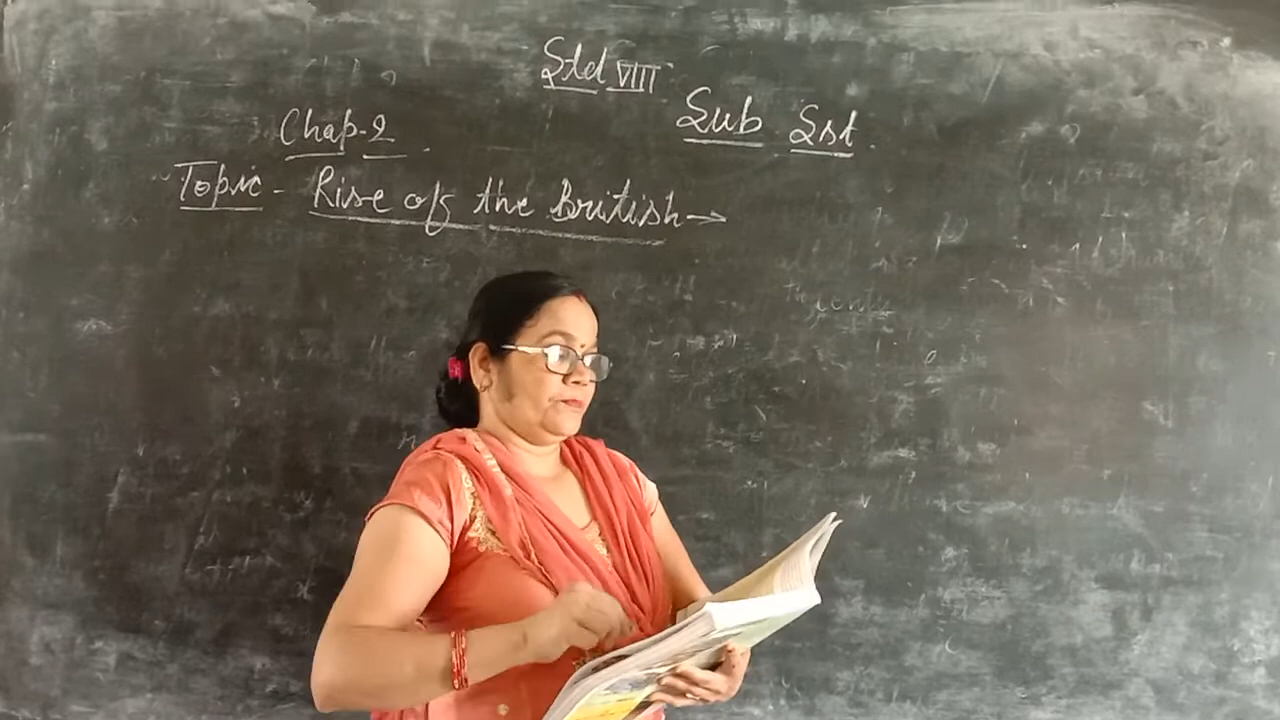 Std VIII
Sub Sst.
Chap-2.
Topic - Rise of the British →